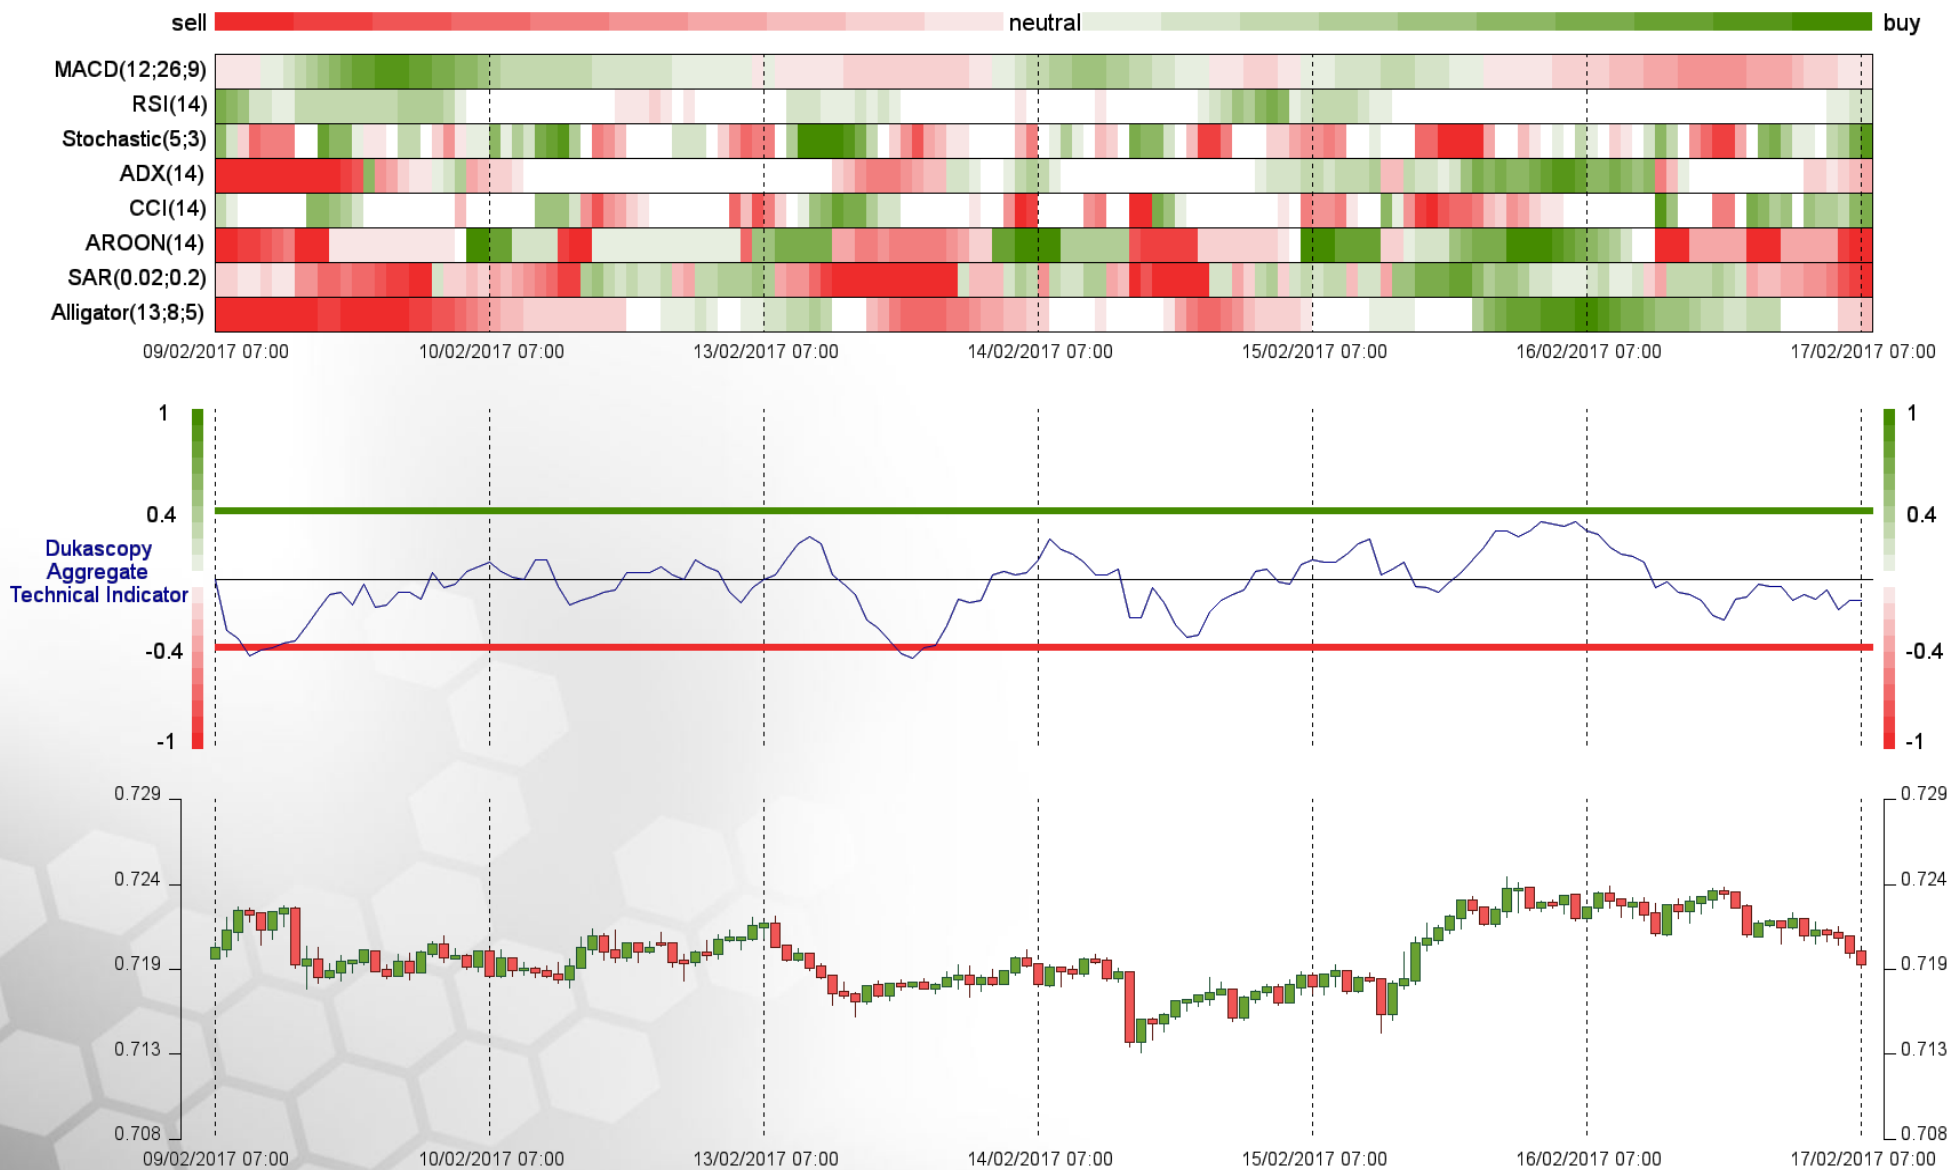 sell neutral buy
MACD(12;26;9)
RSI(14)
Stochastic(5;3)
ADX(14)
CCI(14)
AROON(14)
SAR(0.02;0.2)
Alligator(13;8;5)
09/02/2017 07:00 10/02/2017 07:00 13/02/2017 07:00 14/02/2017 07:00 15/02/2017 07:00 16/02/2017 07:00 17/02/2017 07:00
1 1
0.4 0.4
Dukascopy
Aggregate
Technical Indicator
-0.4 -0.4
-1 -1
0.729 0.729
0.724 0.724
0.719 0.719
0.713 0.713
0.708 0.708
09/02/2017 07:00 10/02/2017 07:00 13/02/2017 07:00 14/02/2017 07:00 15/02/2017 07:00 16/02/2017 07:00 17/02/2017 07:00